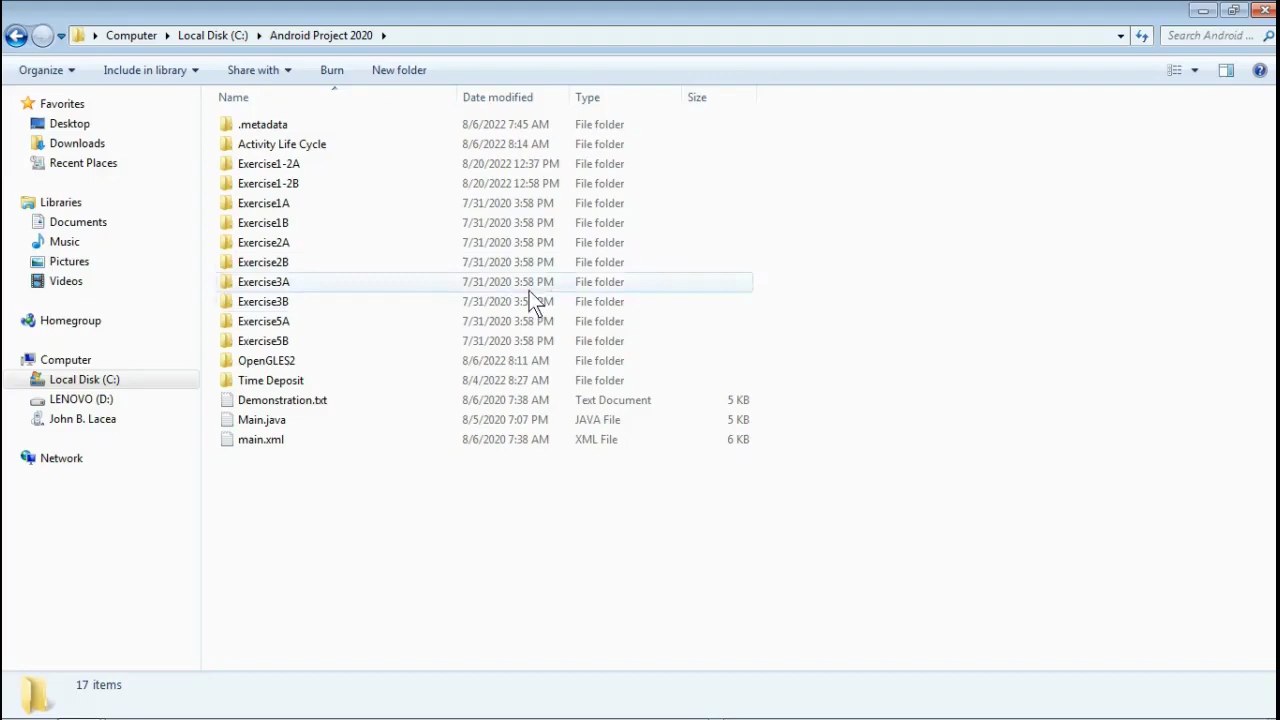 Computer Local Disk (C:) Android Project 2020 Search Android ...
Organize Include in library Share with Burn New folder
Name Date modified Type Size
Favorites
Desktop
Downloads
Recent Places
Libraries
Documents
Music
Pictures
Videos
Homegroup
Computer
Local Disk (C:)
LENOVO (D:)
John B. Lacea
Network
.metadata 8/6/2022 7:45 AM File folder
Activity Life Cycle 8/6/2022 8:14 AM File folder
Exercise1-2A 8/20/2022 12:37 PM File folder
Exercise1-2B 8/20/2022 12:58 PM File folder
Exercise1A 7/31/2020 3:58 PM File folder
Exercise1B 7/31/2020 3:58 PM File folder
Exercise2A 7/31/2020 3:58 PM File folder
Exercise2B 7/31/2020 3:58 PM File folder
Exercise3A 7/31/2020 3:58 PM File folder
Exercise3B 7/31/2020 File folder
Exercise5A 7/31/2020 3:58 PM File folder
Exercise5B 7/31/2020 3:58 PM File folder
OpenGLES2 8/6/2022 8:11 AM File folder
Time Deposit 8/4/2022 8:27 AM File folder
Demonstration.txt 8/6/2020 7:38 AM Text Document 5 KB
Main.java 8/5/2020 7:07 PM JAVA File 5 KB
main.xml 8/6/2020 7:38 AM XML File 6 KB
17 items